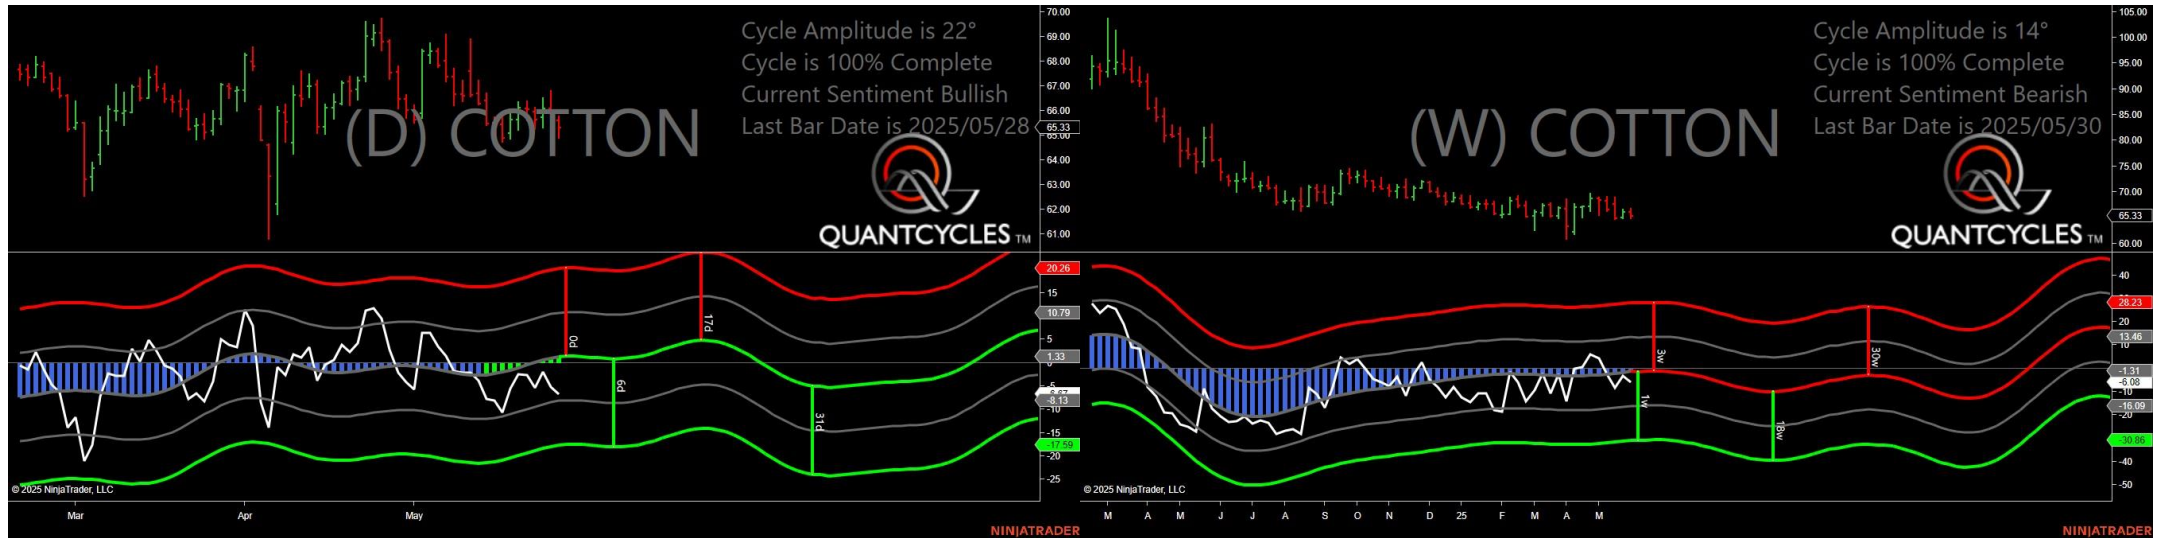 Cycle Amplitude is 22°
Cycle is 100% Complete
Current Sentiment Bullish
Last Bar Date is 2025/05/28
(D) COTTON
QUANTCYCLES TM
70.00
69.00
68.00
67.00
66.00
65.33
65.00
64.00
63.00
62.00
61.00
20.26
15
10.79
5
1.33
-5
-8.13
-10
-15
-17.59
-20
-25
0d
6d
17d
31d
© 2025 NinjaTrader, LLC
Mar
Apr
May
NINJATRADER
Cycle Amplitude is 14°
Cycle is 100% Complete
Current Sentiment Bearish
Last Bar Date is 2025/05/30
(W) COTTON
QUANTCYCLES TM
105.00
100.00
95.00
90.00
85.00
80.00
75.00
70.00
65.33
60.00
40
28.23
20
13.46
10
-1.31
-6.08
-10
-16.09
-20
-30.86
-40
-50
1w
3w
18w
30w
© 2025 NinjaTrader, LLC
M A M J J A S O N D 25 F M A M
NINJATRADER